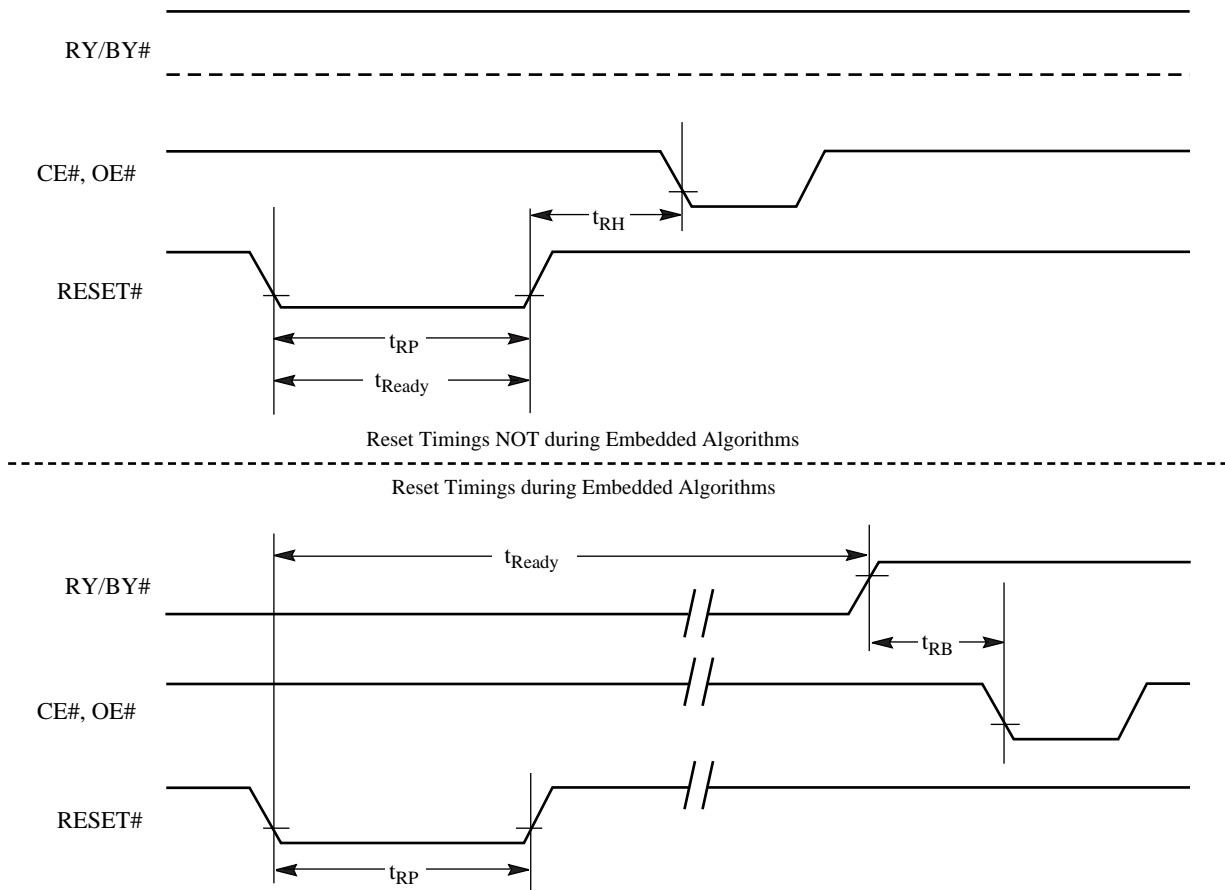 RY/BY#
CE#, OE#
tRH
RESET#
tRP
tReady
Reset Timings NOT during Embedded Algorithms
Reset Timings during Embedded Algorithms
tReady
RY/BY#
tRB
CE#, OE#
RESET#
tRP